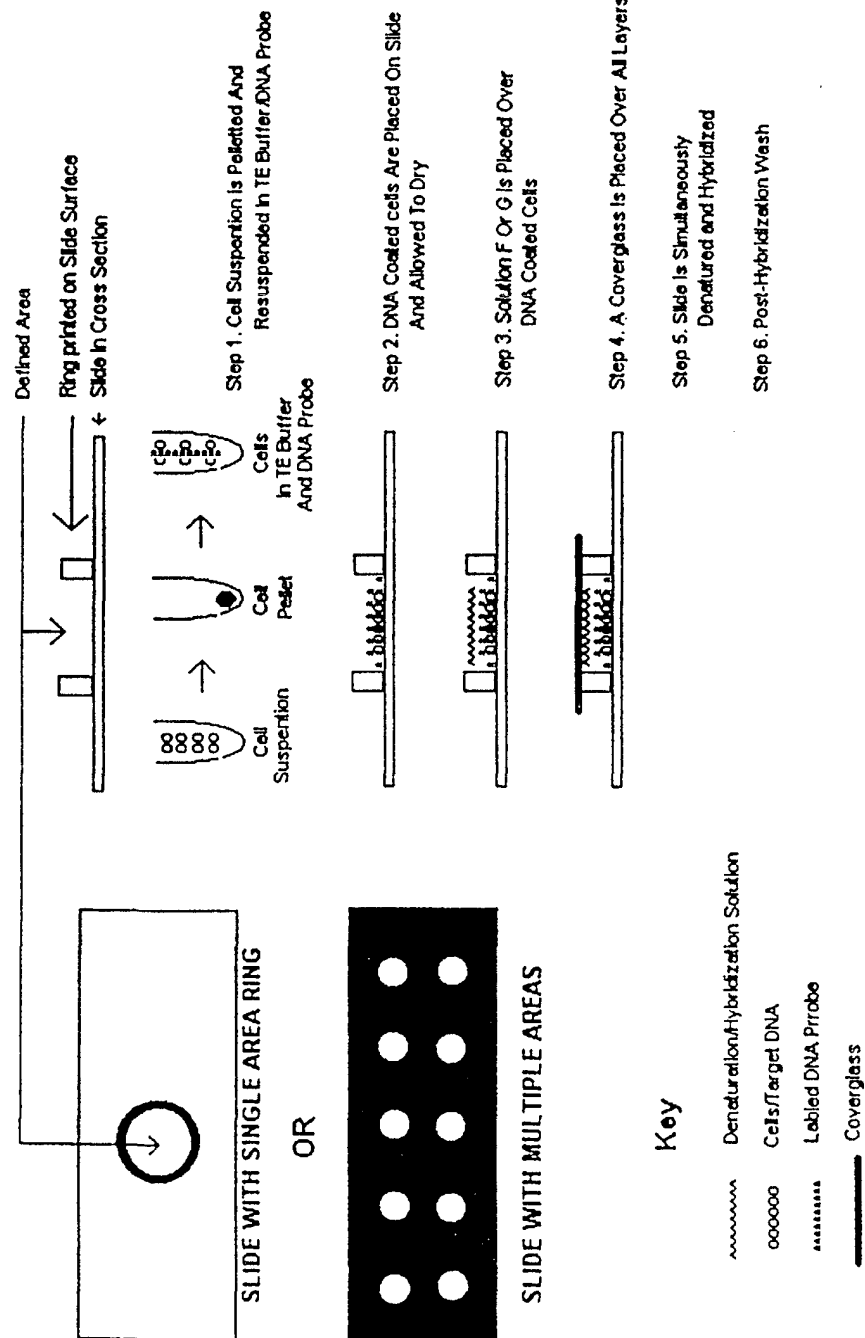 Defined Area
Ring printed on Slide Surface
Slide In Cross Section
Cell
Suspention
Cell
Pellet
Cells
In TE Buffer
And DNA Probe
Step 1. Cell Suspention Is Pelletted And
Resuspended In TE Buffer/DNA Probe
Step 2. DNA Coated cells Are Placed On Slide
And Allowed To Dry
Step 3. Solution F Or G Is Placed Over
DNA Coated Cells
Step 4. A Coverglass Is Placed Over All Layers
Step 5. Slide Is Simultaneously
Denatured and Hybridized
Step 6. Post-Hybridization Wash
SLIDE WITH SINGLE AREA RING
OR
SLIDE WITH MULTIPLE AREAS
Key
Denaturation/Hybridization Solution
Cells/Target DNA
Labled DNA Prrobe
Coverglass